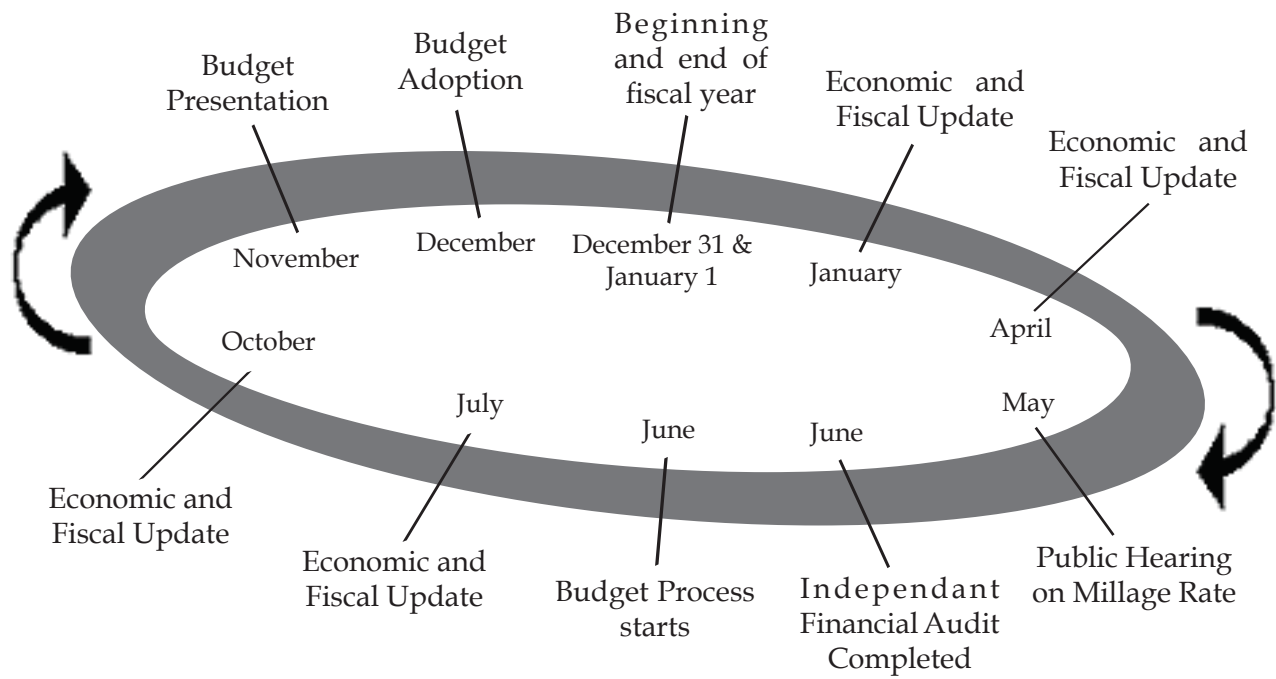 Budget
Presentation
Budget
Adoption
Beginning
and end of
fiscal year
Economic and
Fiscal Update
Economic and
Fiscal Update
November
December
December 31 &
January 1
January
April
October
July
June
June
May
Economic and
Fiscal Update
Economic and
Fiscal Update
Budget Process
starts
Independant
Financial Audit
Completed
Public Hearing
on Millage Rate